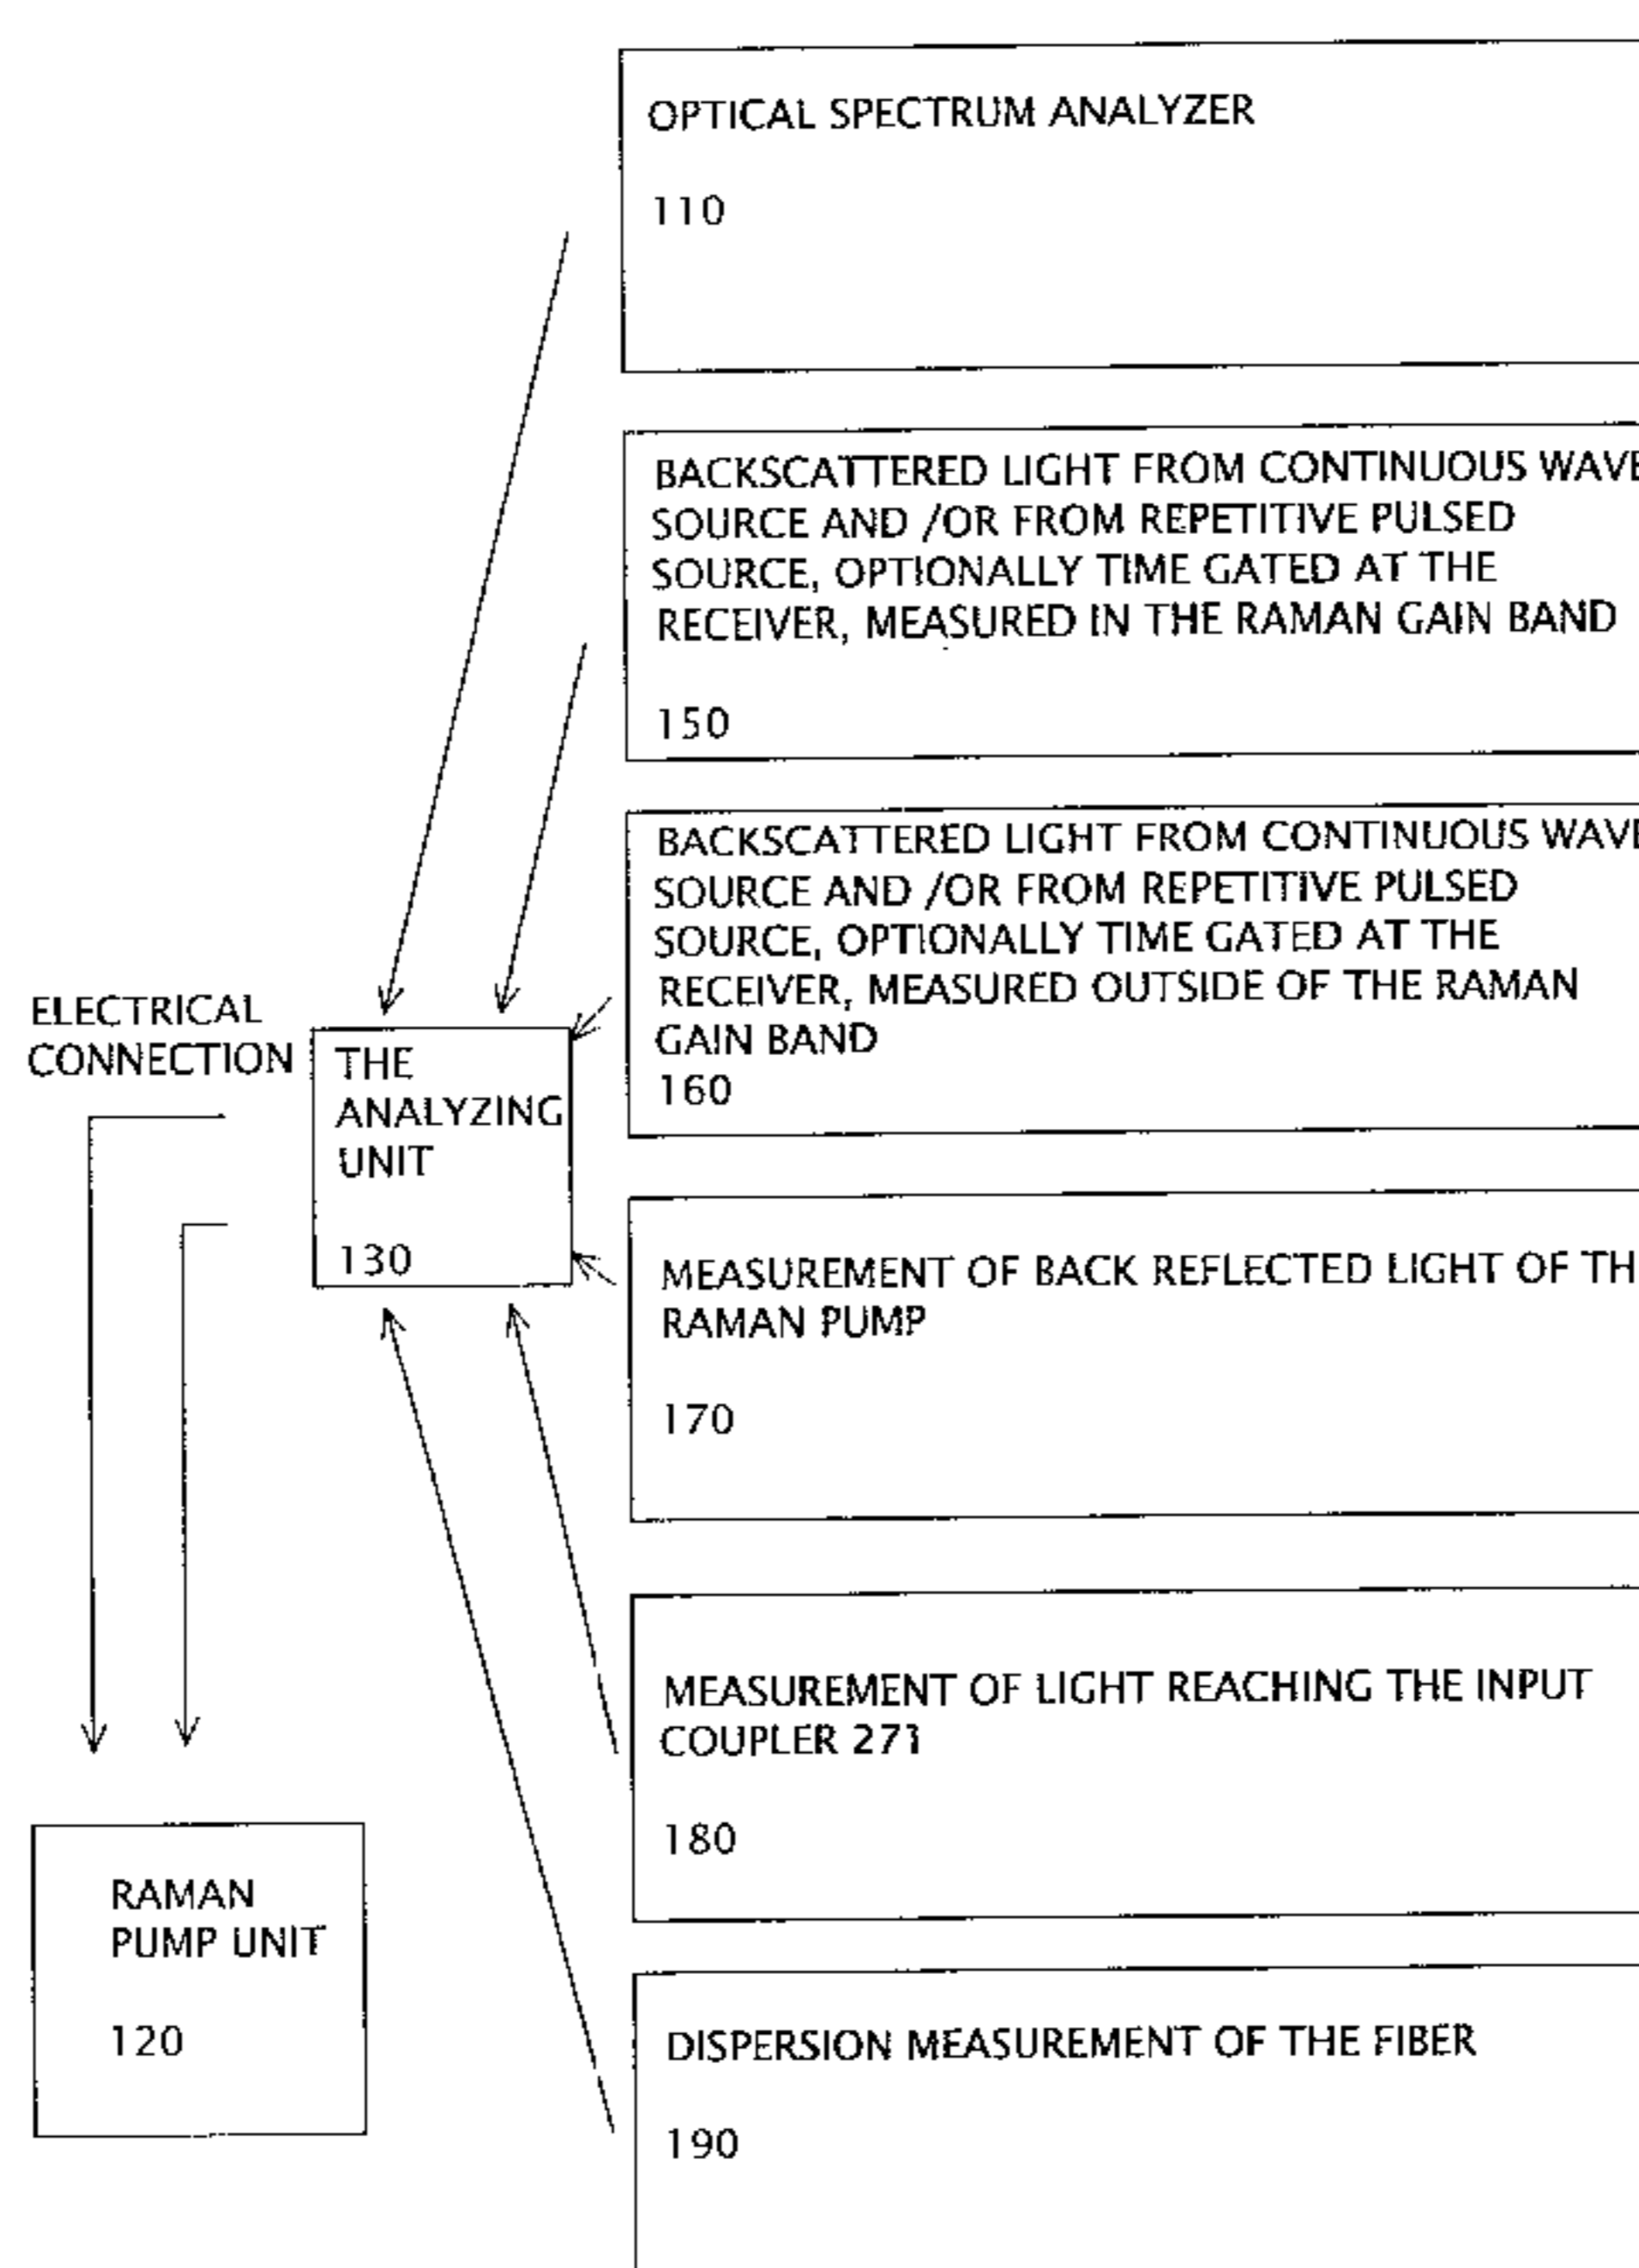 OPTICAL SPECTRUM ANALYZER
110
BACKSCATTERED LIGHT FROM CONTINUOUS WAVE
SOURCE AND /OR FROM REPETITIVE PULSED
SOURCE, OPTIONALLY TIME GATED AT THE
RECEIVER, MEASURED IN THE RAMAN GAIN BAND
150
BACKSCATTERED LIGHT FROM CONTINUOUS WAVE
SOURCE AND /OR FROM REPETITIVE PULSED
SOURCE, OPTIONALLY TIME GATED AT THE
RECEIVER, MEASURED OUTSIDE OF THE RAMAN
GAIN BAND
160
ELECTRICAL
CONNECTION
THE
ANALYZING
UNIT
130
MEASUREMENT OF BACK REFLECTED LIGHT OF TH
RAMAN PUMP
170
MEASUREMENT OF LIGHT REACHING THE INPUT
COUPLER 271
180
RAMAN
PUMP UNIT
120
DISPERSION MEASUREMENT OF THE FIBER
190